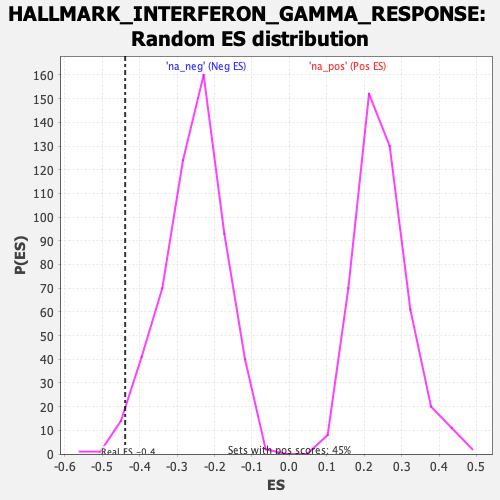 HALLMARK_INTERFERON_GAMMA_RESPONSE:
Random ES distribution
'na_neg' (Neg ES)
'na_pos' (Pos ES)
P(ES)
160
150
140
130
120
110
100
90
80
70
60
50
40
30
20
10
0
Real ES -0.4
Sets with pos scores: 45%
-0.6 -0.5 -0.4 -0.3 -0.2 -0.1 0.0 0.1 0.2 0.3 0.4 0.5
ES